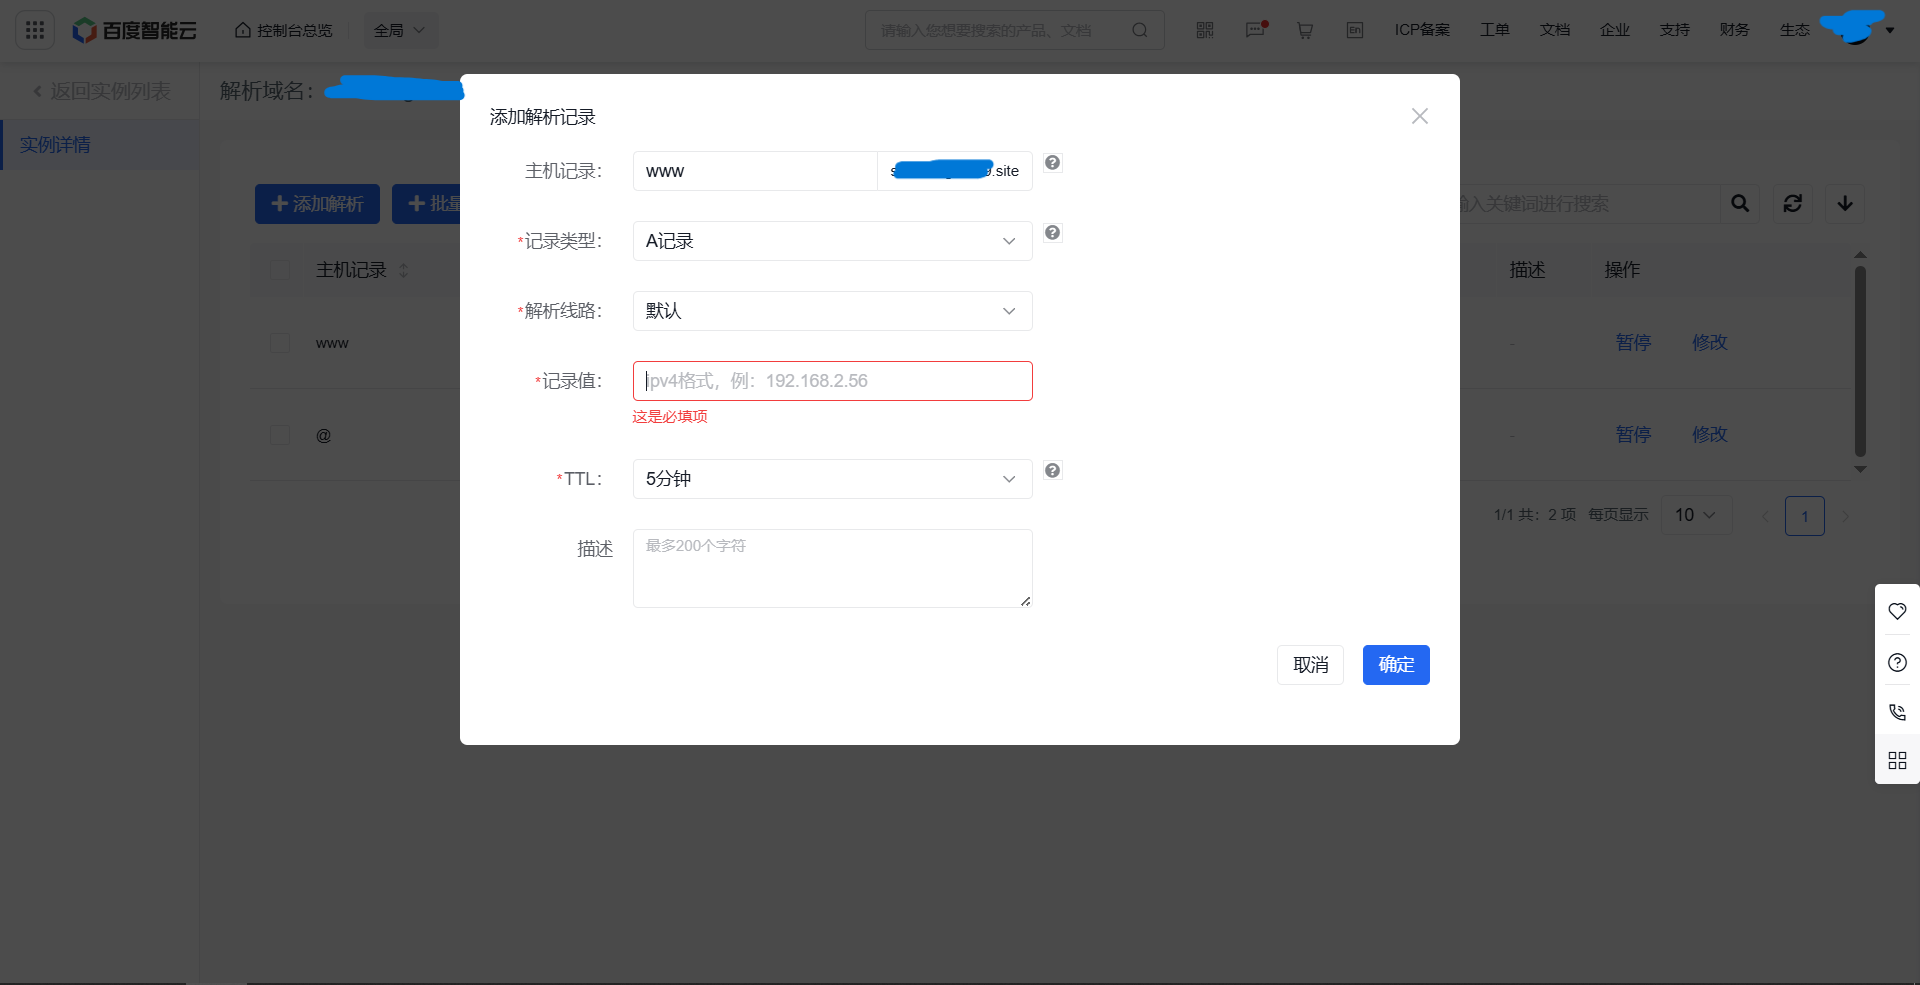 百度智能云
控制台总览
全局
请输入您想要搜索的产品、文档
En
ICP备案
工单
文档
企业
支持
财务
生态
返回实例列表
解析域名：
实例详情
添加解析
批量
输入关键词进行搜索
主机记录
描述
操作
www
-
暂停
修改
@
-
暂停
修改
1/1 共：2 项
每页显示
10
1
添加解析记录
主机记录：
www
.site
*记录类型：
A记录
*解析线路：
默认
*记录值：
ipv4格式，例：192.168.2.56
这是必填项
*TTL：
5分钟
描述
最多200个字符
取消
确定